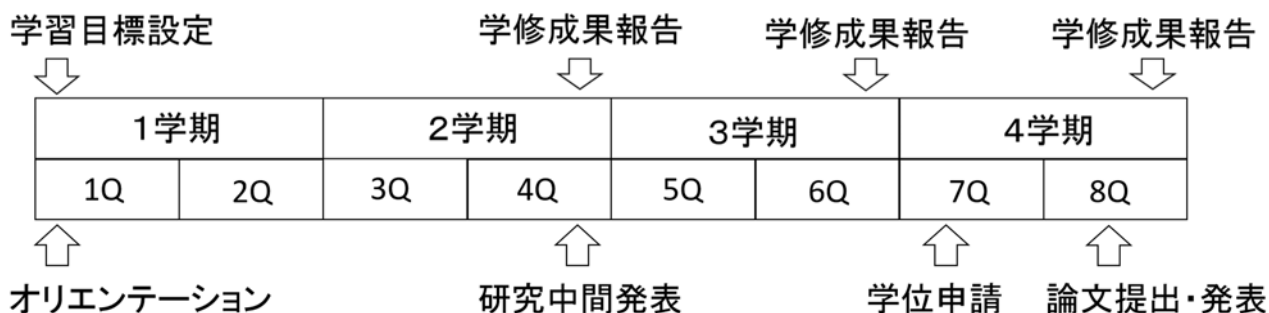 学習目標設定 学修成果報告 学修成果報告 学修成果報告
１学期 ２学期 ３学期 ４学期
1Q 2Q 3Q 4Q 5Q 6Q 7Q 8Q
オリエンテーション 研究中間発表 学位申請 論文提出・発表